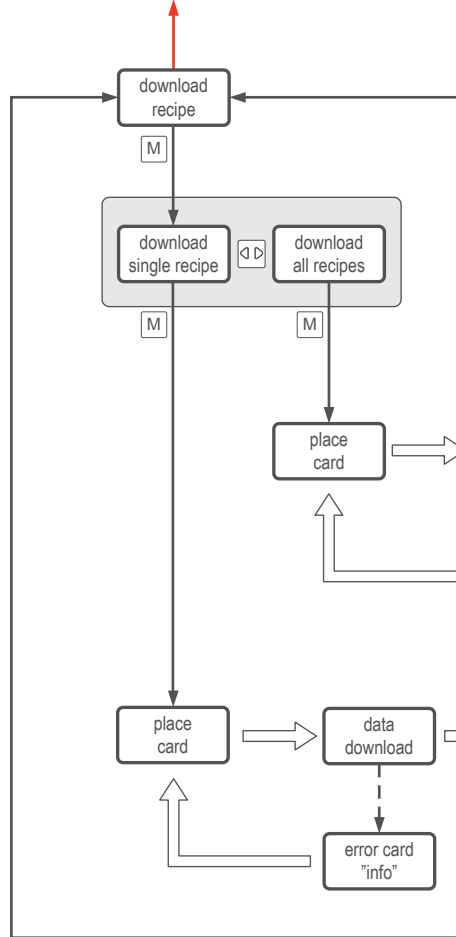 download
recipe
M
download
single recipe
download
all recipes
M
M
place
card
place
card
data
download
error card
"info"